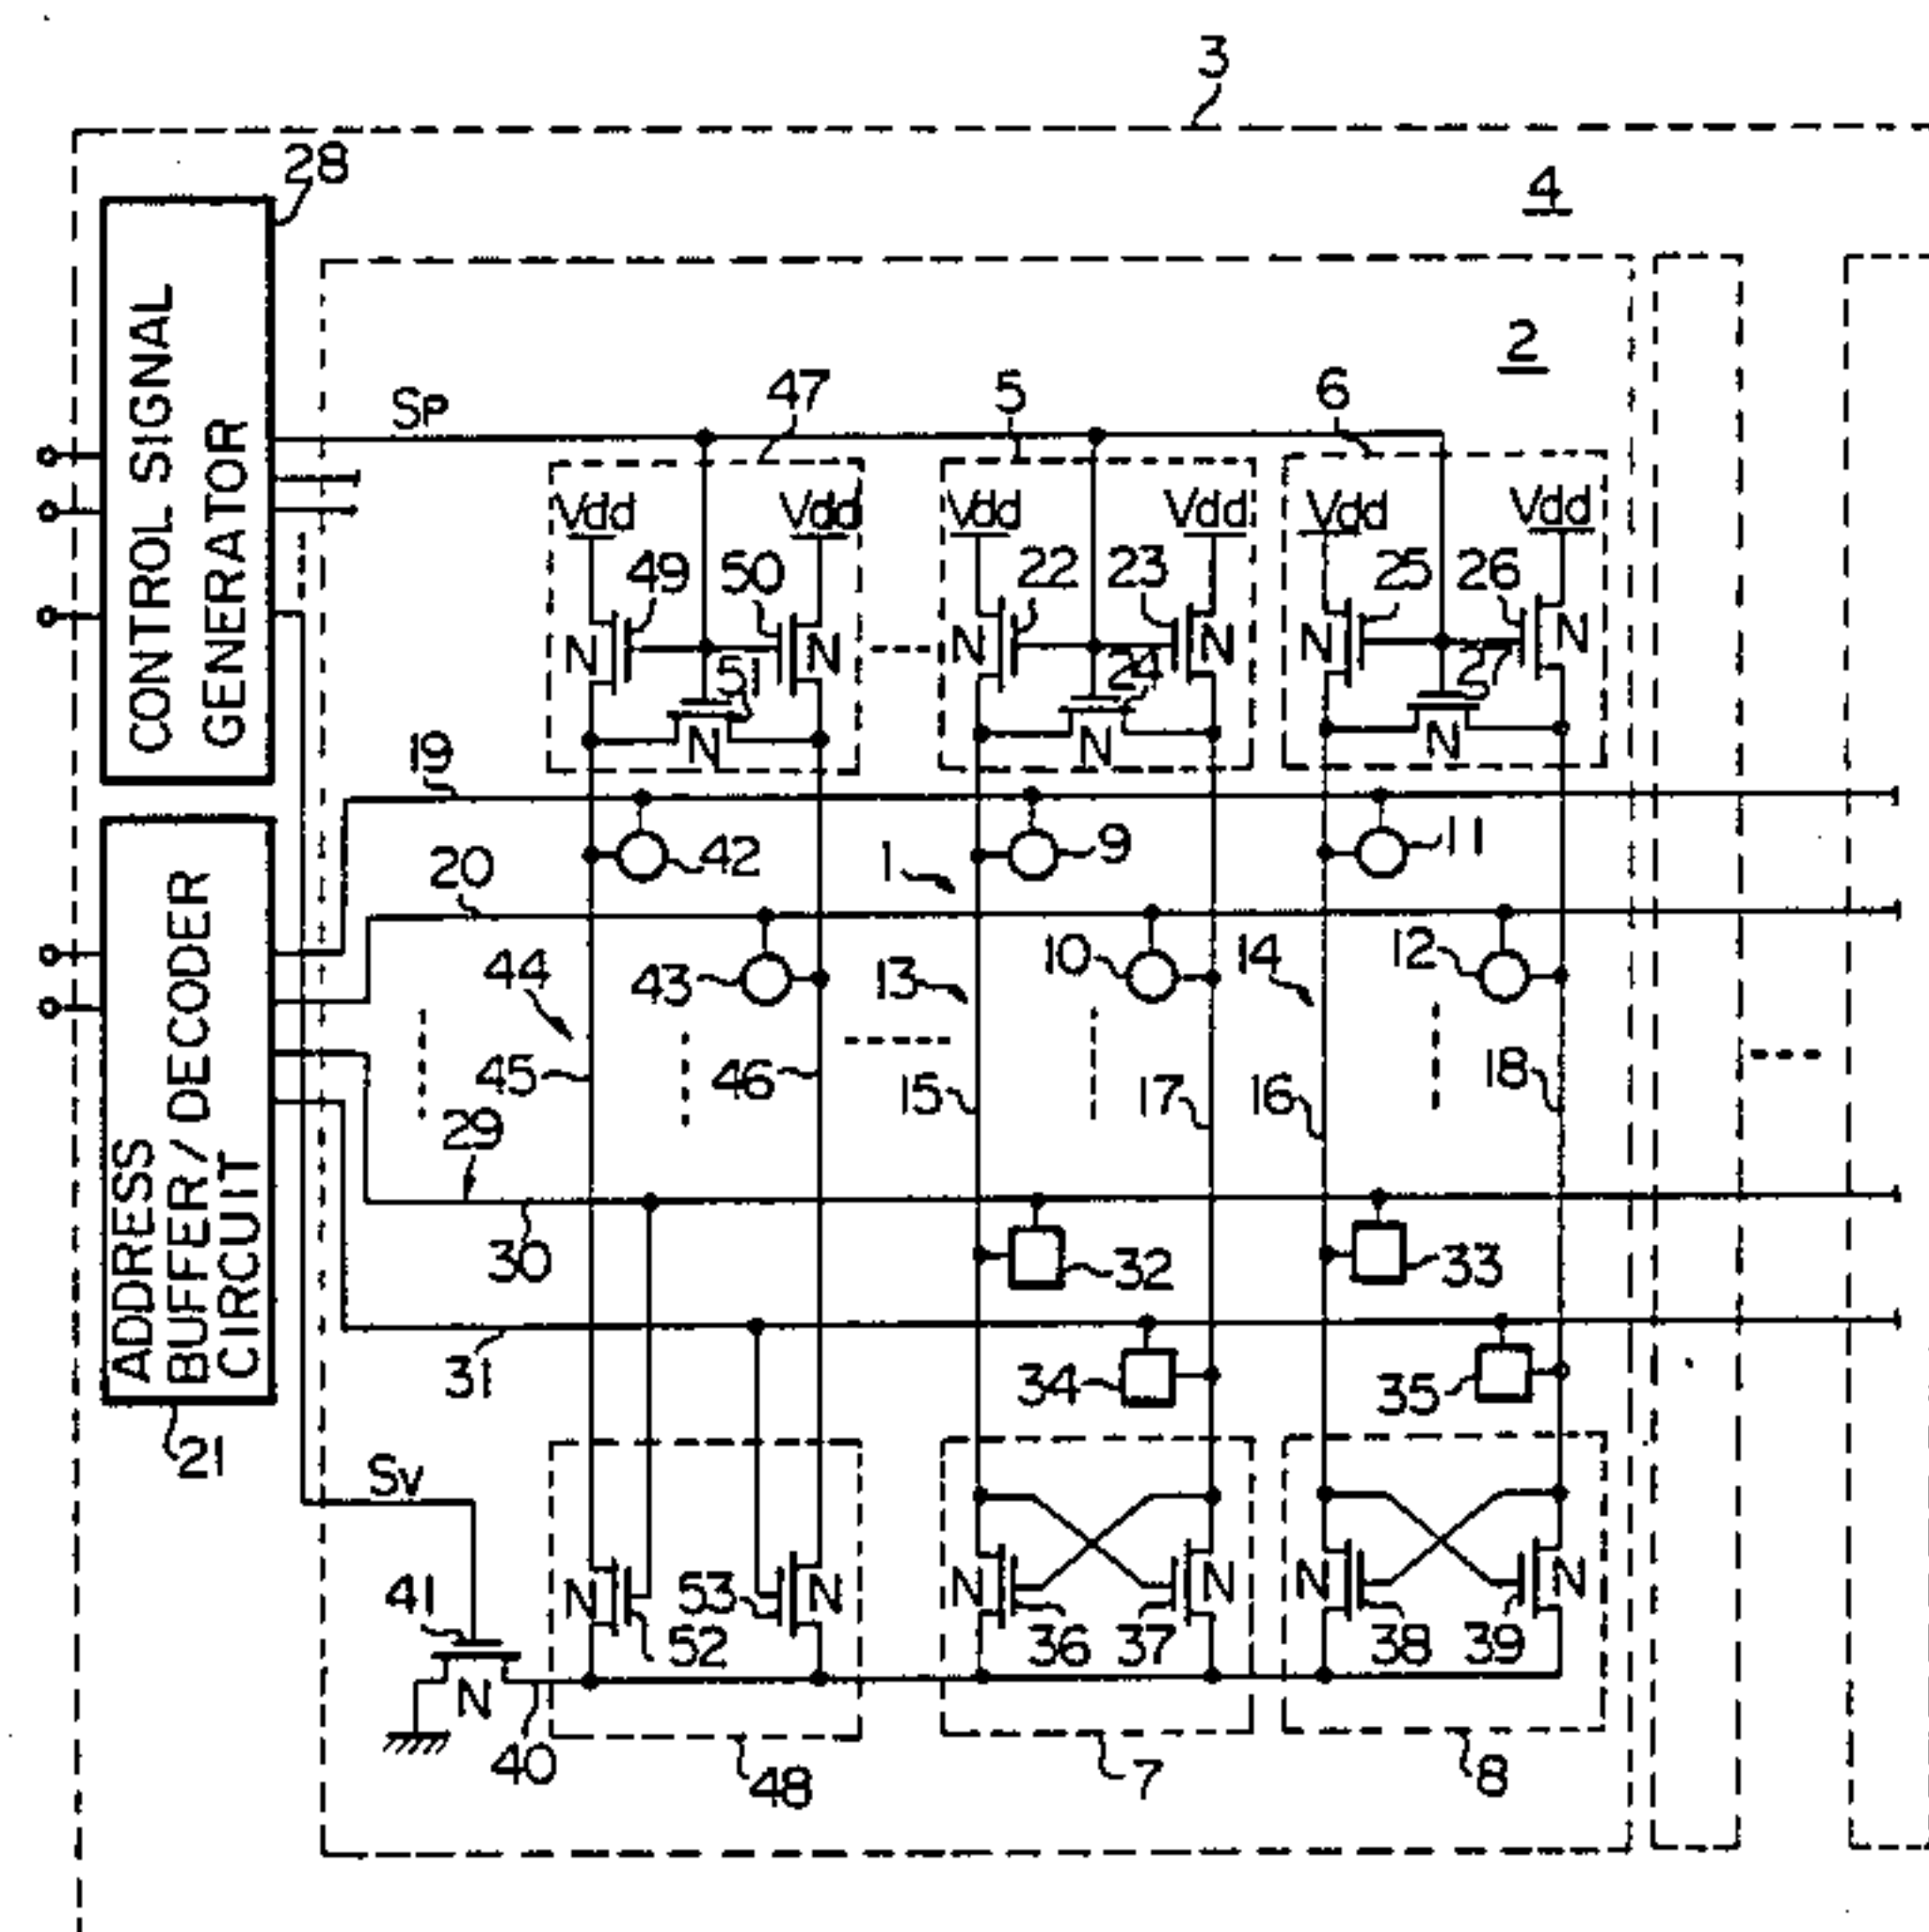 3
28
4
CONTROL SIGNAL
GENERATOR
2
Sp
47
5
6
Vdd
Vdd
Vdd
Vdd
Vdd
Vdd
49
50
22
23
25
26
N
N
N
N
N
N
51
24
27
N
N
N
19
42
9
11
20
1
ADDRESS
BUFFER/DECODER
CIRCUIT
44
43
13
10
14
12
45
46
15
17
16
18
29
30
32
33
31
34
35
21
Sv
41
N
53
N
N
N
N
N
52
36
37
38
39
N
40
48
7
8